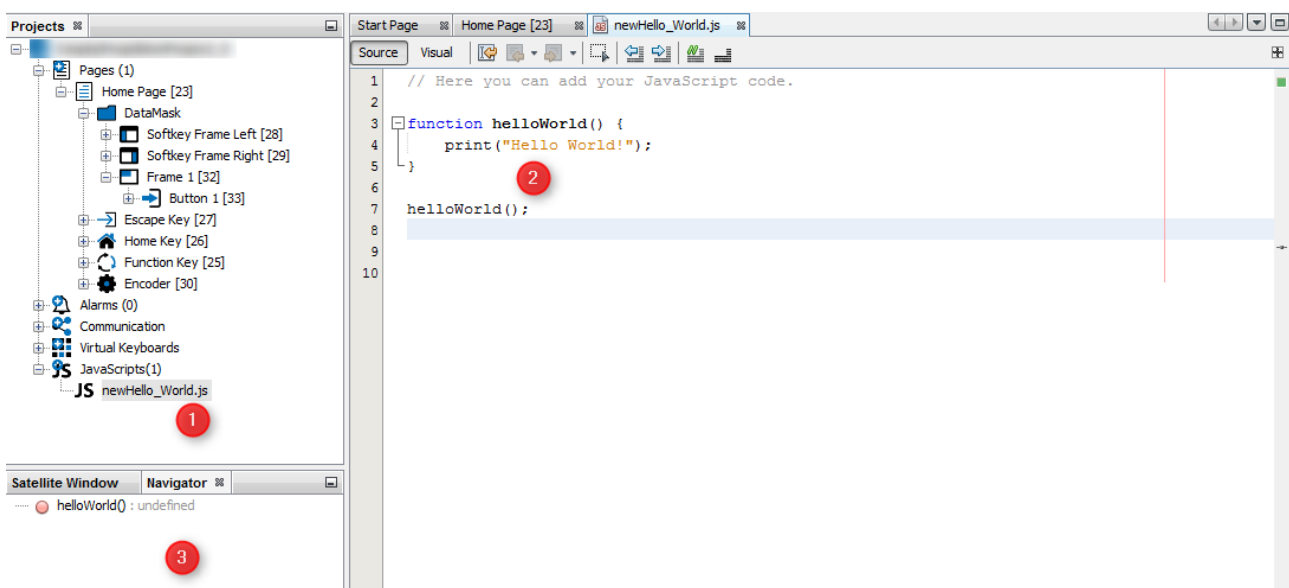 Projects
Pages (1)
Home Page [23]
DataMask
Softkey Frame Left [28]
Softkey Frame Right [29]
Frame 1 [32]
Button 1 [33]
Escape Key [27]
Home Key [26]
Function Key [25]
Encoder [30]
Alarms (0)
Communication
Virtual Keyboards
JavaScripts(1)
JS newHello_World.js
1
Satellite Window Navigator
helloWorld() : undefined
3
Start Page Home Page [23] newHello_World.js
Source Visual
1 // Here you can add your JavaScript code.
2
3 function helloWorld() {
4 print("Hello World!");
5 }
2
6
7 helloWorld();
8
9
10